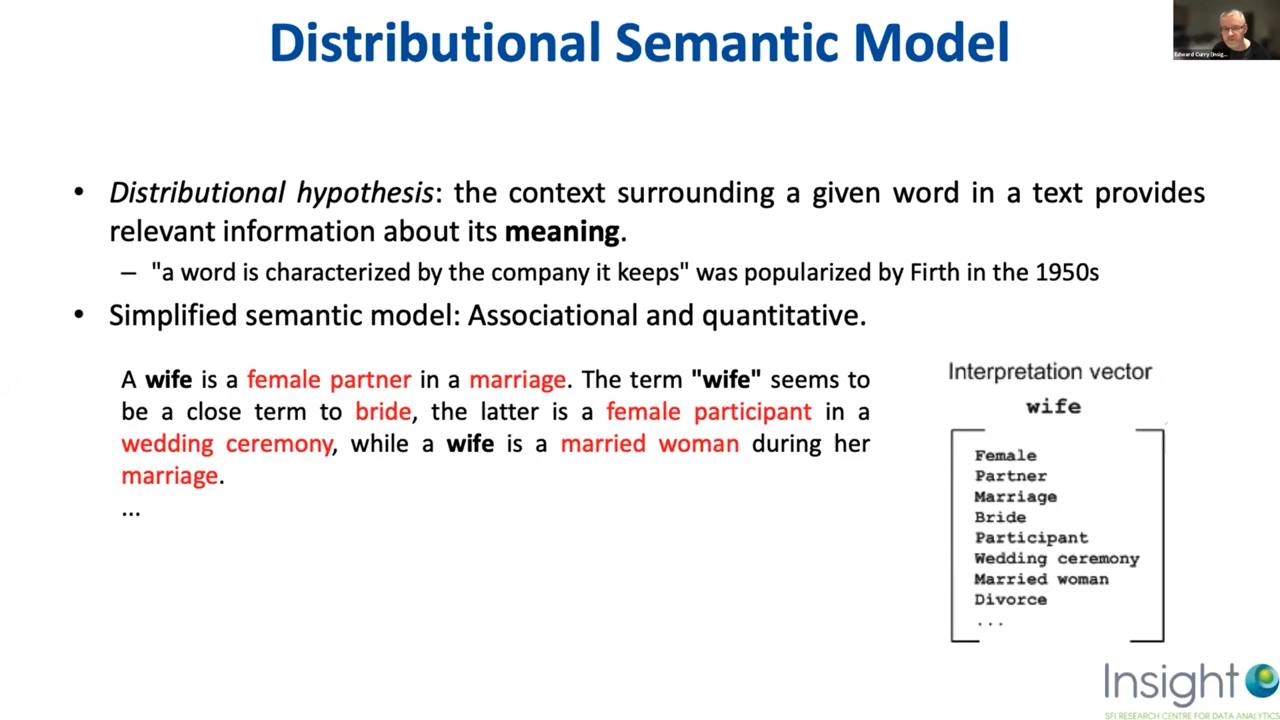 Distributional Semantic Model
Edward Curry (Insig...
• Distributional hypothesis: the context surrounding a given word in a text provides
relevant information about its meaning.
– "a word is characterized by the company it keeps" was popularized by Firth in the 1950s
• Simplified semantic model: Associational and quantitative.
A wife is a female partner in a marriage. The term "wife" seems to
be a close term to bride, the latter is a female participant in a
wedding ceremony, while a wife is a married woman during her
marriage.
...
Interpretation vector
wife
Female
Partner
Marriage
Bride
Participant
Wedding ceremony
Married woman
Divorce
...
Insight
SFI RESEARCH CENTRE FOR DATA ANALYTICS